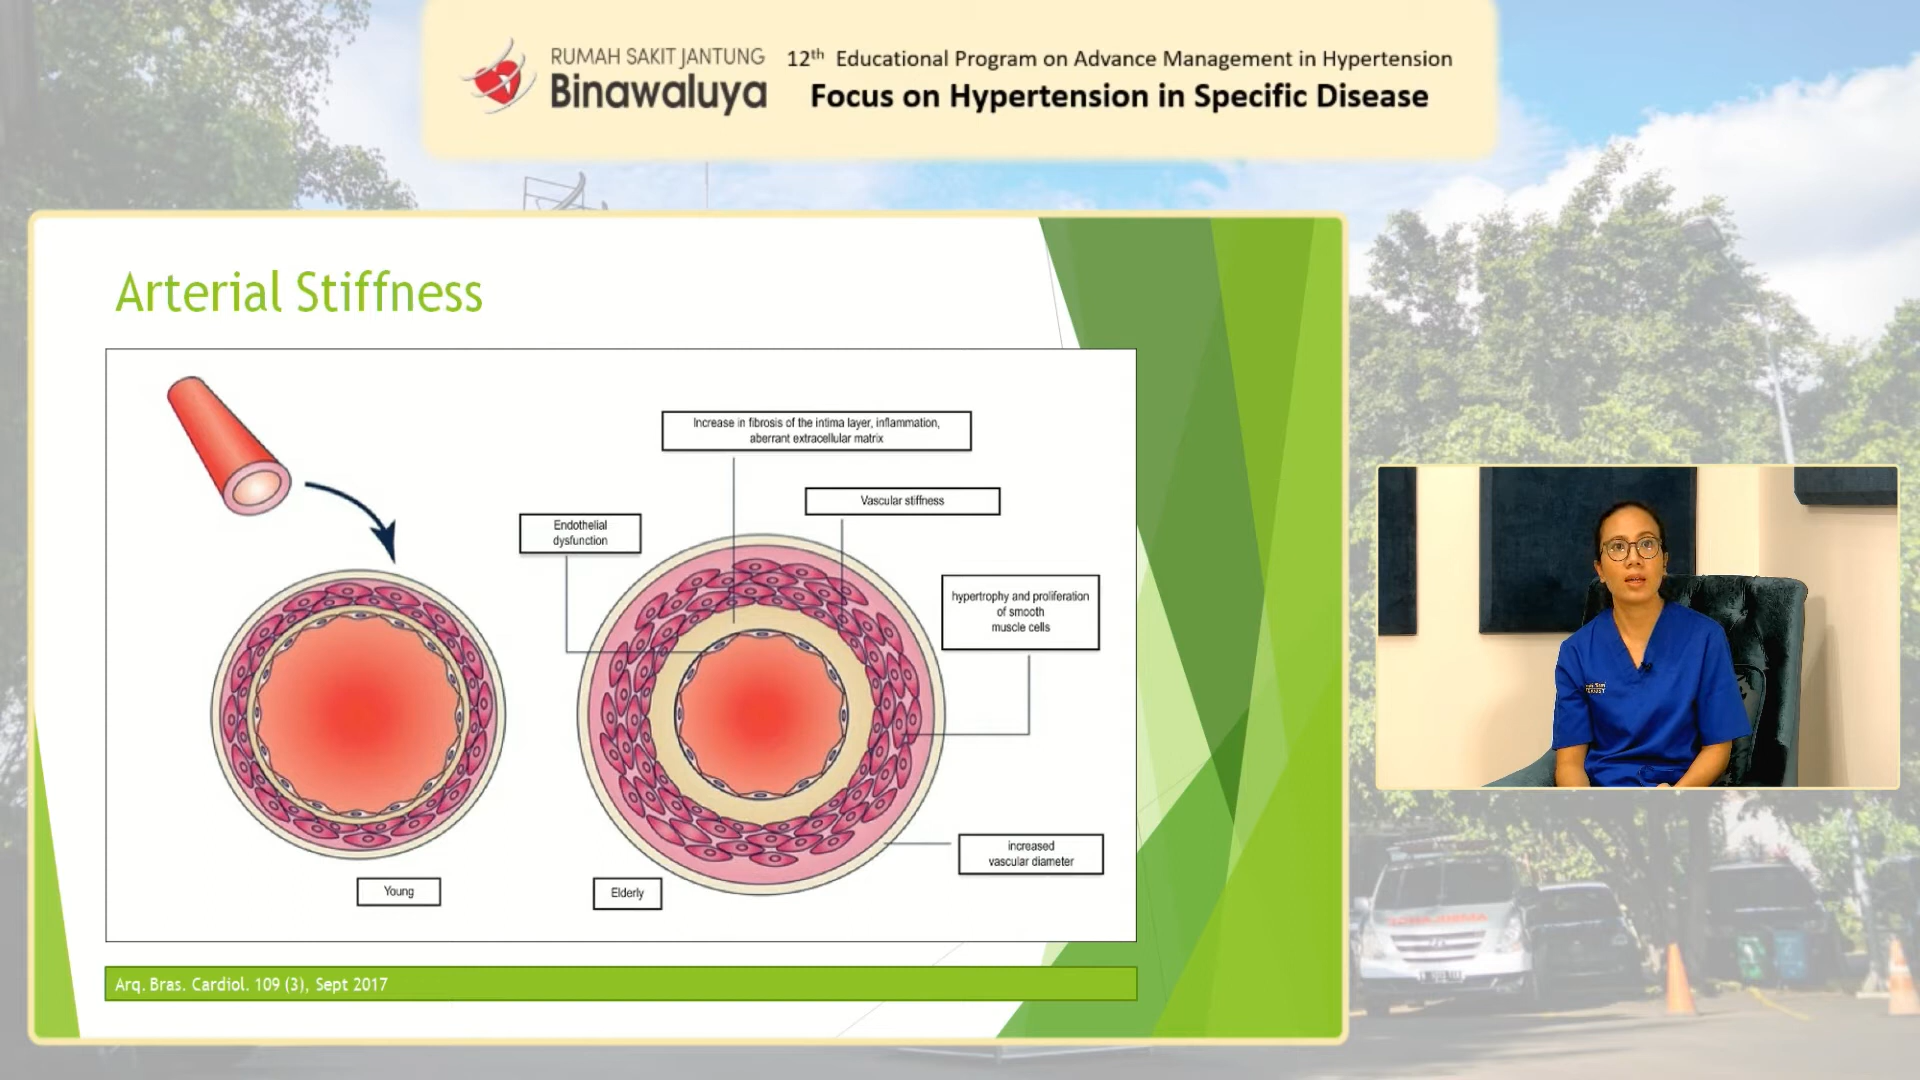 RUMAH SAKIT JANTUNG
Binawaluya
12th Educational Program on Advance Management in Hypertension
Focus on Hypertension in Specific Disease
Arterial Stiffness
Increase in fibrosis of the intima layer, inflammation,
aberrant extracellular matrix
Vascular stiffness
Endothelial
dysfunction
hypertrophy and proliferation
of smooth
muscle cells
increased
vascular diameter
Young
Elderly
Arq. Bras. Cardiol. 109 (3), Sept 2017